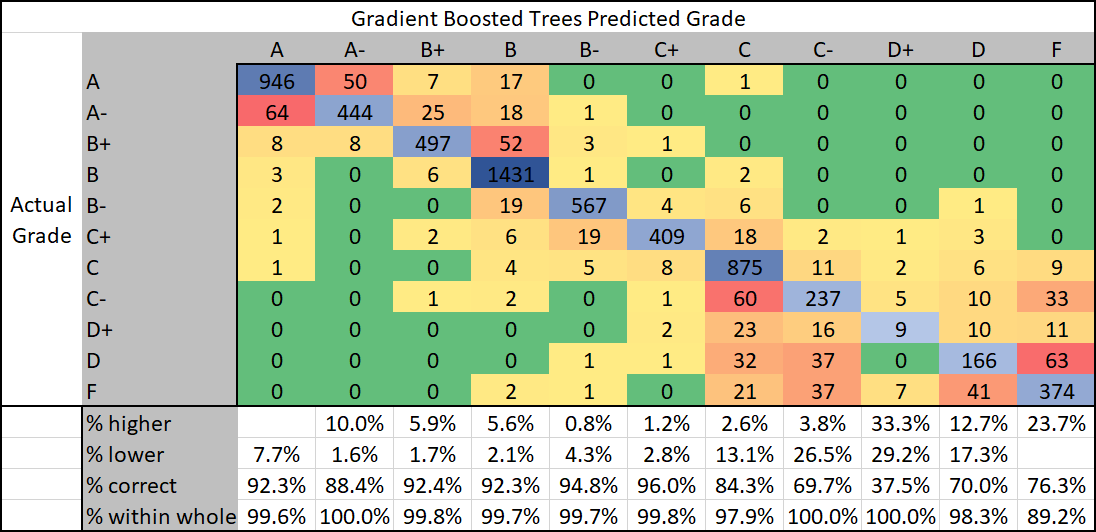 Gradient Boosted Trees Predicted Grade
A A- B+ B B- C+ C C- D+ D F
A 946 50 7 17 0 0 1 0 0 0 0
A- 64 444 25 18 1 0 0 0 0 0 0
B+ 8 8 497 52 3 1 0 0 0 0 0
B 3 0 6 1431 1 0 2 0 0 0 0
Actual
Grade
B- 2 0 0 19 567 4 6 0 0 1 0
C+ 1 0 2 6 19 409 18 2 1 3 0
C 1 0 0 4 5 8 875 11 2 6 9
C- 0 0 1 2 0 1 60 237 5 10 33
D+ 0 0 0 0 0 2 23 16 9 10 11
D 0 0 0 0 1 1 32 37 0 166 63
F 0 0 0 2 1 0 21 37 7 41 374
% higher 10.0% 5.9% 5.6% 0.8% 1.2% 2.6% 3.8% 33.3% 12.7% 23.7%
% lower 7.7% 1.6% 1.7% 2.1% 4.3% 2.8% 13.1% 26.5% 29.2% 17.3%
% correct 92.3% 88.4% 92.4% 92.3% 94.8% 96.0% 84.3% 69.7% 37.5% 70.0% 76.3%
% within whole 99.6% 100.0% 99.8% 99.7% 99.7% 99.8% 97.9% 100.0% 100.0% 98.3% 89.2%